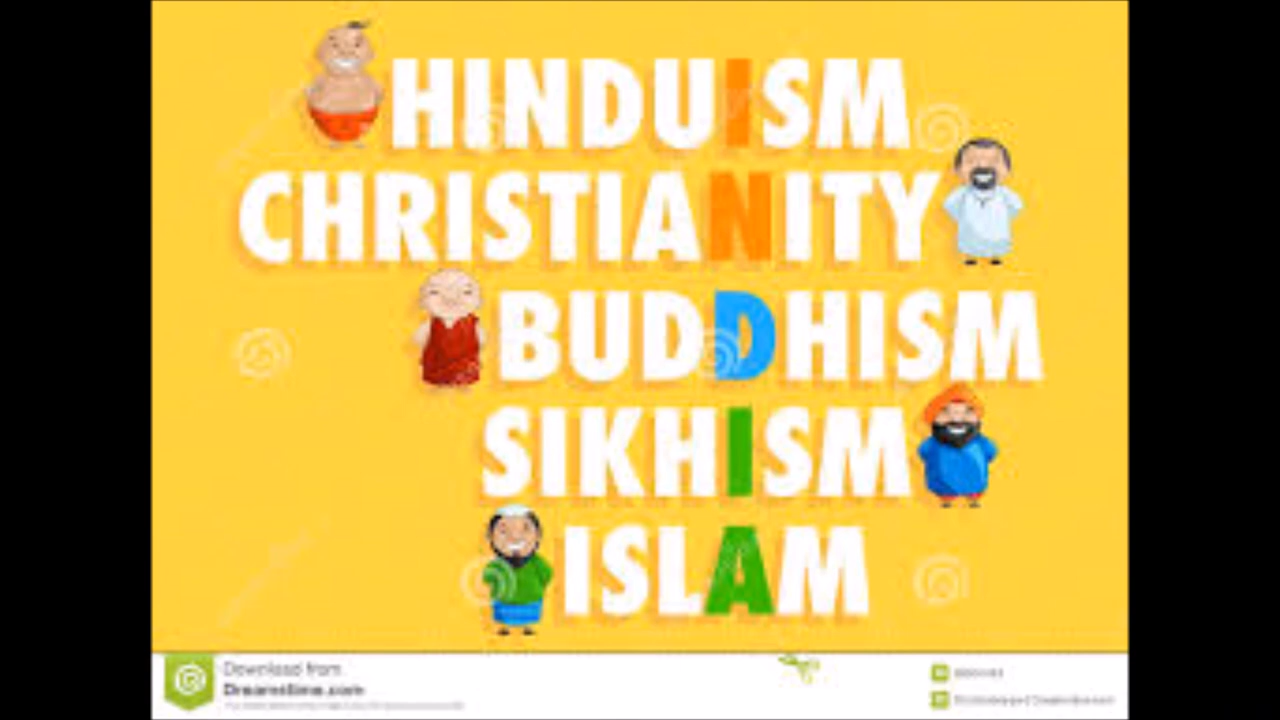 HINDUISM
CHRISTIANITY
BUDDHISM
SIKHISM
ISLAM
Download from
Dreamstime.com